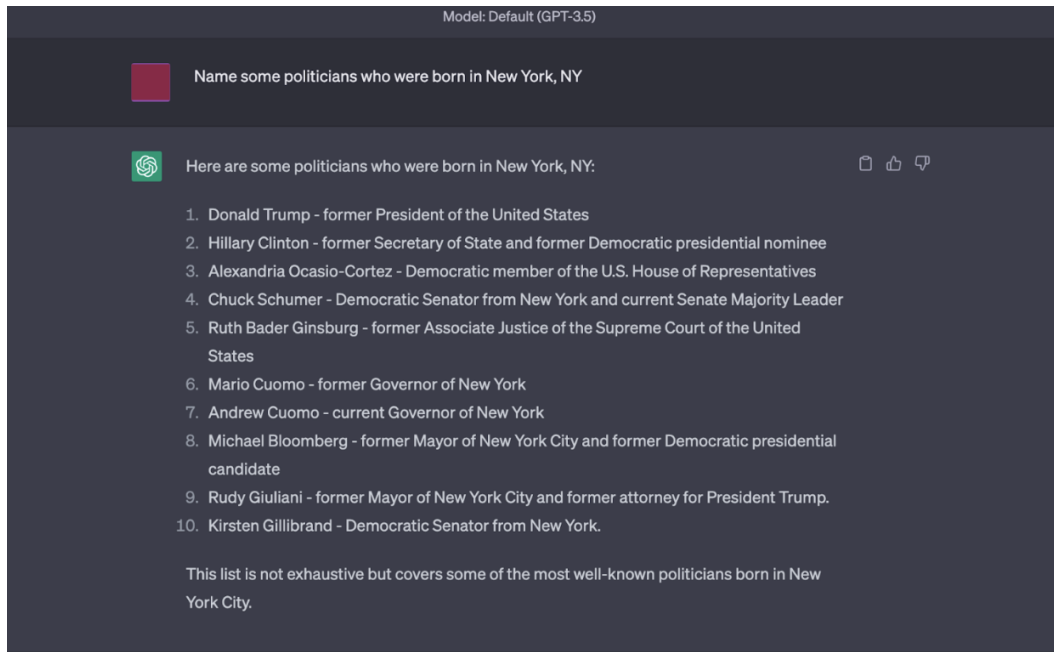 Model: Default (GPT-3.5)
Name some politicians who were born in New York, NY
Here are some politicians who were born in New York, NY:
1. Donald Trump - former President of the United States
2. Hillary Clinton - former Secretary of State and former Democratic presidential nominee
3. Alexandria Ocasio-Cortez - Democratic member of the U.S. House of Representatives
4. Chuck Schumer - Democratic Senator from New York and current Senate Majority Leader
5. Ruth Bader Ginsburg - former Associate Justice of the Supreme Court of the United
States
6. Mario Cuomo - former Governor of New York
7. Andrew Cuomo - current Governor of New York
8. Michael Bloomberg - former Mayor of New York City and former Democratic presidential
candidate
9. Rudy Giuliani - former Mayor of New York City and former attorney for President Trump.
10. Kirsten Gillibrand - Democratic Senator from New York.
This list is not exhaustive but covers some of the most well-known politicians born in New
York City.